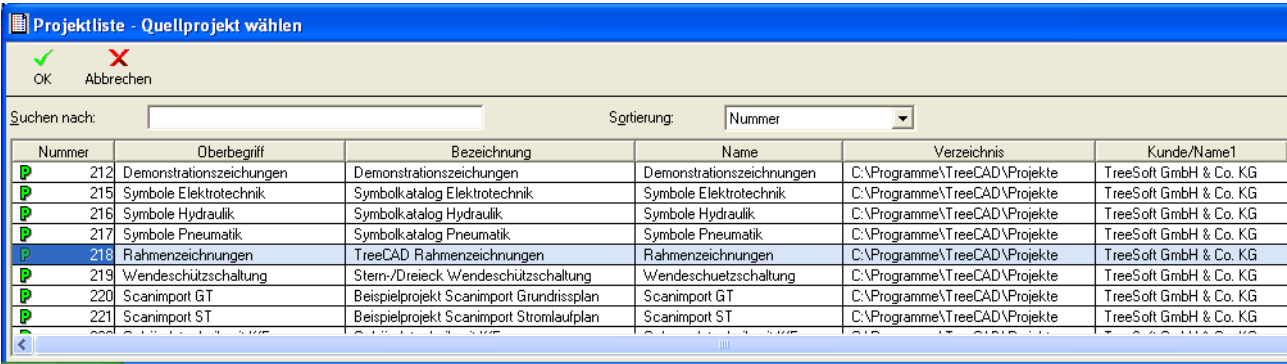 Projektliste - Quellprojekt wählen
OK Abbrechen
Suchen nach: Sortierung: Nummer
Nummer Oberbegriff Bezeichnung Name Verzeichnis Kunde/Name1
P 212 Demonstrationszeichungen Demonstrationszeichungen Demonstrationszeichnungen C:\Programme\TreeCAD\Projekte TreeSoft GmbH & Co. KG
P 215 Symbole Elektrotechnik Symbolkatalog Elektrotechnik Symbole Elektrotechnik C:\Programme\TreeCAD\Projekte TreeSoft GmbH & Co. KG
P 216 Symbole Hydraulik Symbolkatalog Hydraulik Symbole Hydraulik C:\Programme\TreeCAD\Projekte TreeSoft GmbH & Co. KG
P 217 Symbole Pneumatik Symbolkatalog Pneumatik Symbole Pneumatik C:\Programme\TreeCAD\Projekte TreeSoft GmbH & Co. KG
P 218 Rahmenzeichnungen TreeCAD Rahmenzeichnungen Rahmenzeichnungen C:\Programme\TreeCAD\Projekte TreeSoft GmbH & Co. KG
P 219 Wendeschützschaltung Stern-/Dreieck Wendeschützschaltung Wendeschuetzschaltung C:\Programme\TreeCAD\Projekte TreeSoft GmbH & Co. KG
P 220 Scanimport GT Beispielprojekt Scanimport Grundrissplan Scanimport GT C:\Programme\TreeCAD\Projekte TreeSoft GmbH & Co. KG
P 221 Scanimport ST Beispielprojekt Scanimport Stromlaufplan Scanimport ST C:\Programme\TreeCAD\Projekte TreeSoft GmbH & Co. KG